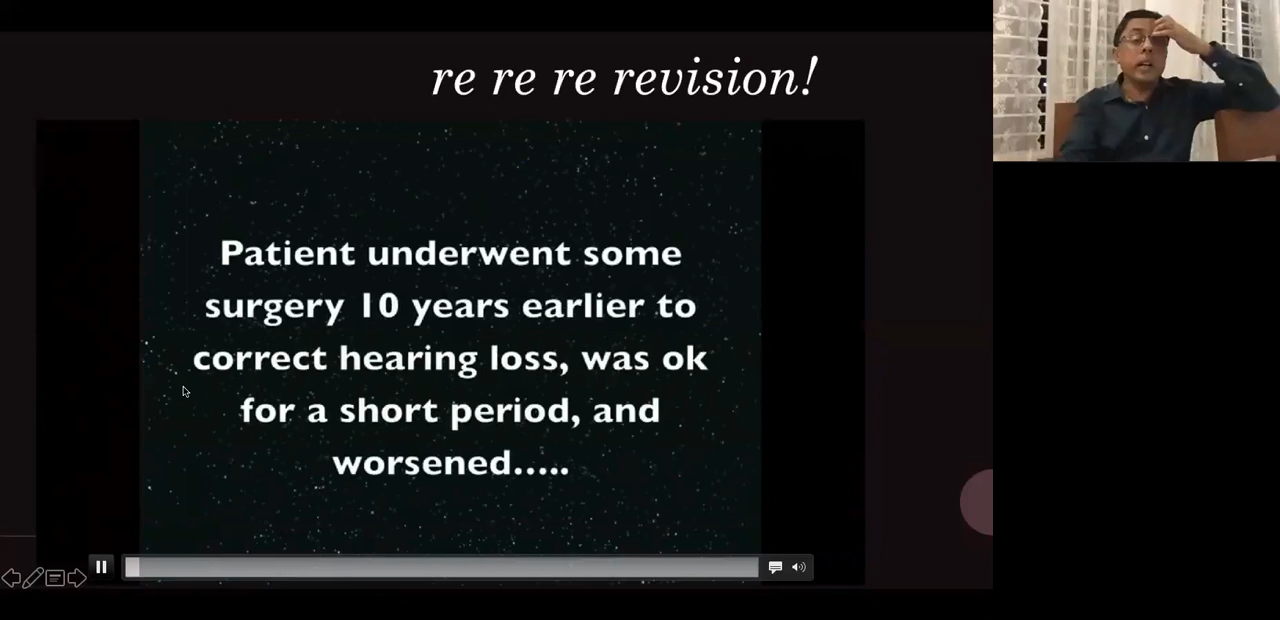 re re re revision!
Patient underwent some
surgery 10 years earlier to
correct hearing loss, was ok
for a short period, and
worsened.....